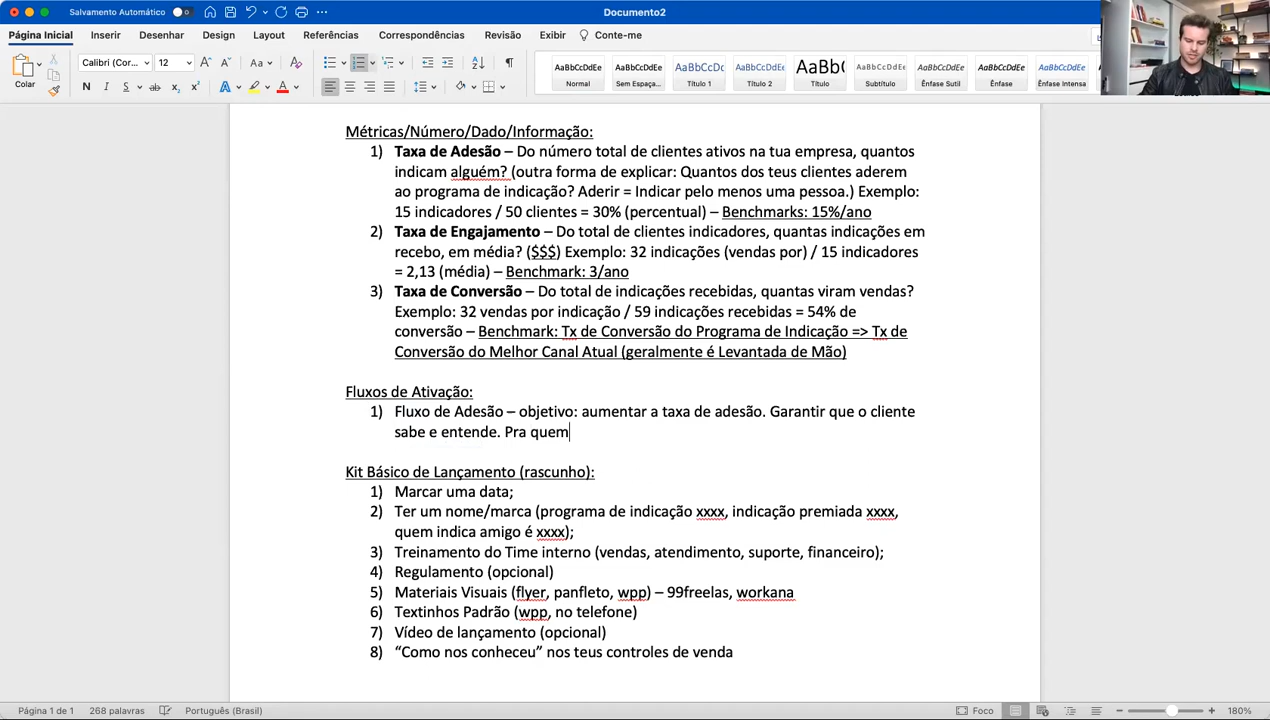 Salvamento Automático
Documento2
Página Inicial
Inserir
Desenhar
Design
Layout
Referências
Correspondências
Revisão
Exibir
Conte-me
Colar
Calibri (Cor...
12
Aa
N I S ab x₂ x²
AaBbCcDdEe
AaBbCcDdEe
AaBbCcDc
AaBbCcDdEe
AaBbC
AaBbCcDdEe
AaBbCcDdEe
AaBbCcDdEe
AaBbCcDdEe
Normal
Sem Espaça...
Título 1
Título 2
Título
Subtítulo
Ênfase Sutil
Ênfase
Ênfase Intensa
Métricas/Número/Dado/Informação:
1) Taxa de Adesão – Do número total de clientes ativos na tua empresa, quantos
indicam alguém? (outra forma de explicar: Quantos dos teus clientes aderem
ao programa de indicação? Aderir = Indicar pelo menos uma pessoa.) Exemplo:
15 indicadores / 50 clientes = 30% (percentual) – Benchmarks: 15%/ano
2) Taxa de Engajamento – Do total de clientes indicadores, quantas indicações em
recebo, em média? ($$$) Exemplo: 32 indicações (vendas por) / 15 indicadores
= 2,13 (média) – Benchmark: 3/ano
3) Taxa de Conversão – Do total de indicações recebidas, quantas viram vendas?
Exemplo: 32 vendas por indicação / 59 indicações recebidas = 54% de
conversão – Benchmark: Tx de Conversão do Programa de Indicação => Tx de
Conversão do Melhor Canal Atual (geralmente é Levantada de Mão)
Fluxos de Ativação:
1) Fluxo de Adesão – objetivo: aumentar a taxa de adesão. Garantir que o cliente
sabe e entende. Pra quem
Kit Básico de Lançamento (rascunho):
1) Marcar uma data;
2) Ter um nome/marca (programa de indicação xxxx, indicação premiada xxxx,
quem indica amigo é xxxx);
3) Treinamento do Time interno (vendas, atendimento, suporte, financeiro);
4) Regulamento (opcional)
5) Materiais Visuais (flyer, panfleto, wpp) – 99freelas, workana
6) Textinhos Padrão (wpp, no telefone)
7) Vídeo de lançamento (opcional)
8) “Como nos conheceu” nos teus controles de venda
Página 1 de 1
268 palavras
Português (Brasil)
Foco
180%